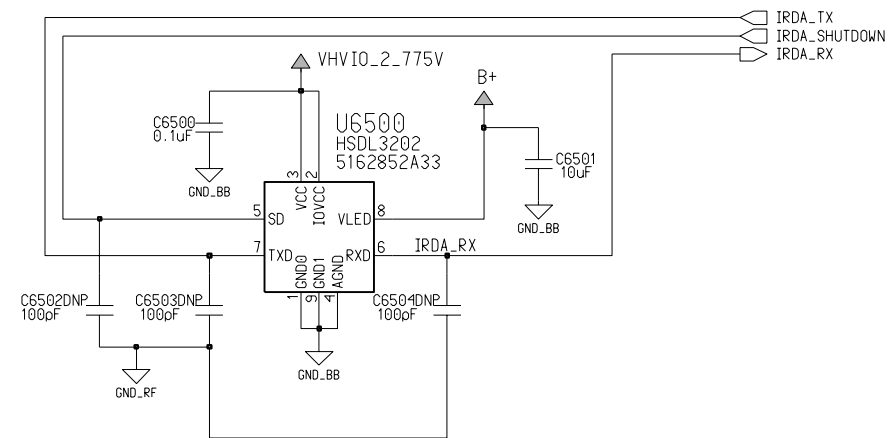 IRDA_TX
IRDA_SHUTDOWN
IRDA_RX
VHVIO_2_775V
B+
C6500
0.1uF
U6500
HSDL3202
5162852A33
C6501
10uF
GND_BB
3
2
VCC
IOVCC
GND_BB
5
SD
VLED
8
7
TXD
RXD
6
IRDA_RX
GND0
GND1
AGND
1
9
4
C6502DNP
100pF
C6503DNP
100pF
C6504DNP
100pF
GND_RF
GND_BB